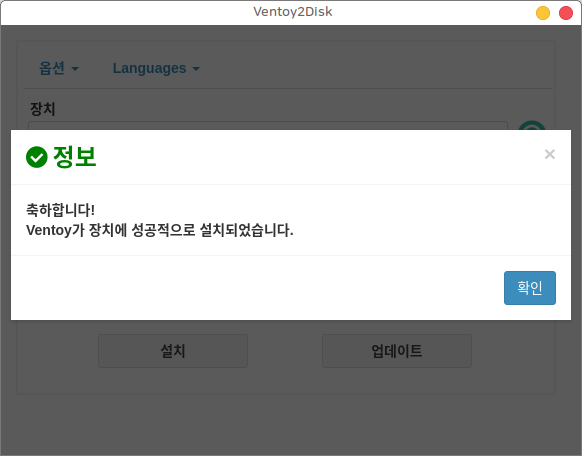 Ventoy2Disk
옵션
Languages
장치
정보
×
축하합니다!
Ventoy가 장치에 성공적으로 설치되었습니다.
확인
설치
업데이트